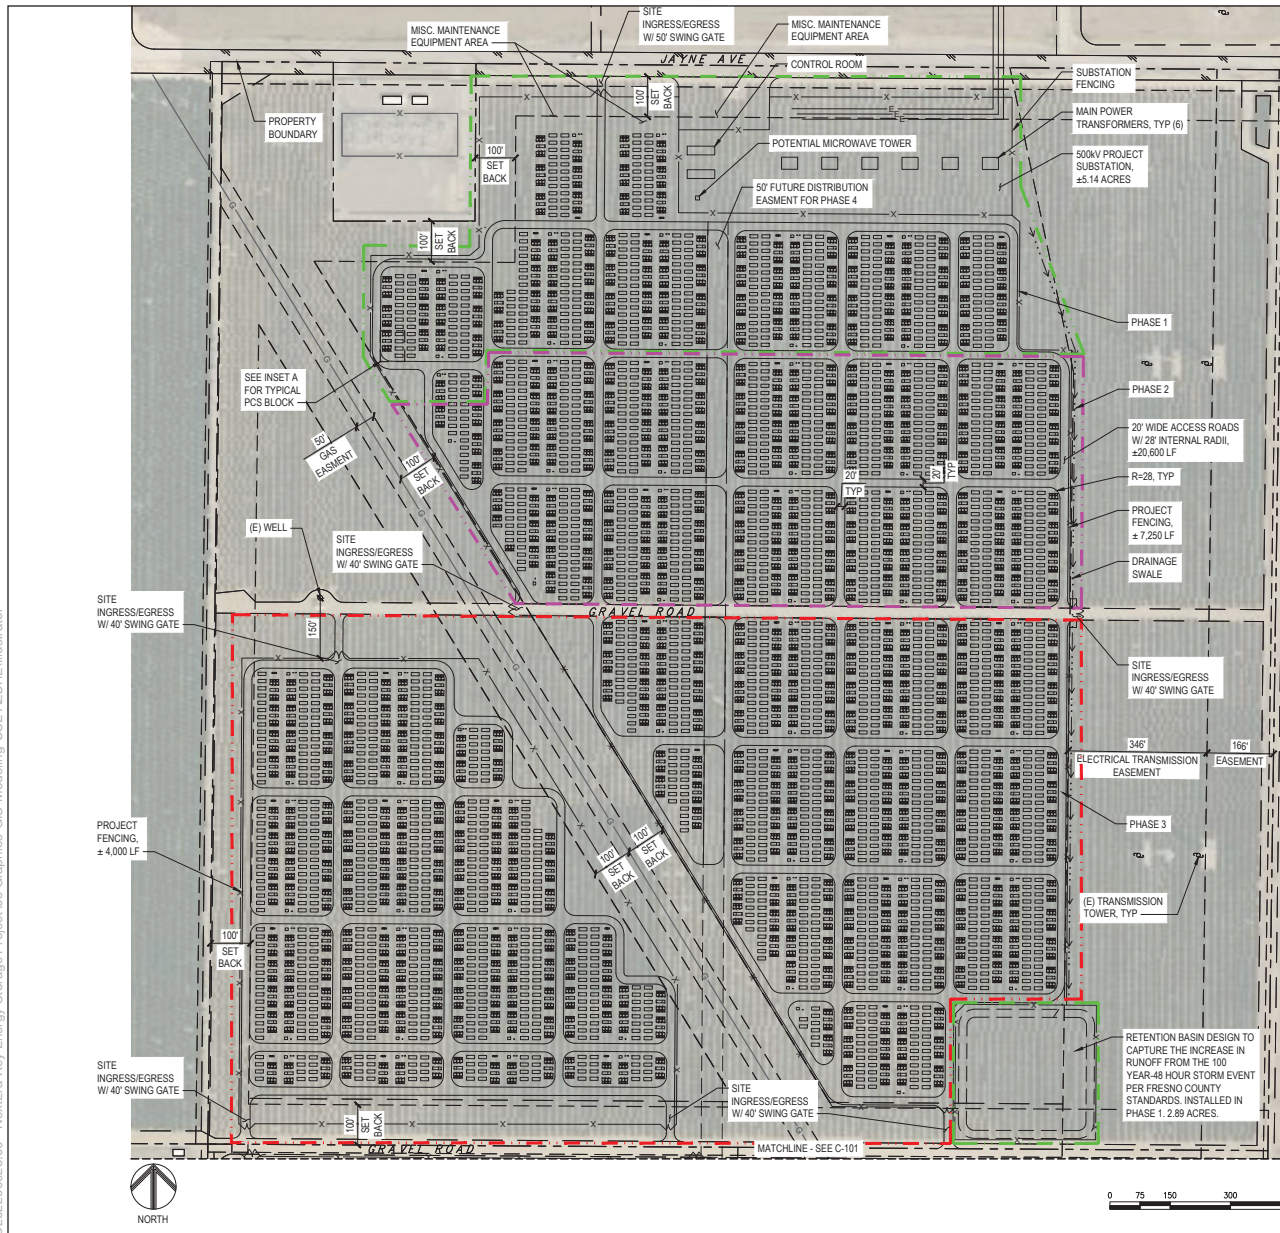 MISC. MAINTENANCE
EQUIPMENT AREA
SITE
INGRESS/EGRESS
W/ 50' SWING GATE
MISC. MAINTENANCE
EQUIPMENT AREA
JAYNE AVE
CONTROL ROOM
SUBSTATION
FENCING
PROPERTY
BOUNDARY
100'
SET
BACK
MAIN POWER
TRANSFORMERS, TYP (6)
POTENTIAL MICROWAVE TOWER
100'
SET
BACK
500kV PROJECT
SUBSTATION,
±5.14 ACRES
50' FUTURE DISTRIBUTION
EASMENT FOR PHASE 4
100'
SET
BACK
PHASE 1
SEE INSET A
FOR TYPICAL
PCS BLOCK
PHASE 2
50'
GAS
EASMENT
100'
SET
BACK
20' WIDE ACCESS ROADS
W/ 28' INTERNAL RADII,
±20,600 LF
20'
TYP
20'
TYP
R=28, TYP
(E) WELL
SITE
INGRESS/EGRESS
W/ 40' SWING GATE
PROJECT
FENCING,
± 7,250 LF
DRAINAGE
SWALE
SITE
INGRESS/EGRESS
W/ 40' SWING GATE
150'
GRAVEL ROAD
SITE
INGRESS/EGRESS
W/ 40' SWING GATE
346'
ELECTRICAL TRANSMISSION
EASEMENT
166'
EASEMENT
PROJECT
FENCING,
± 4,000 LF
PHASE 3
100'
SET
BACK
100'
SET
BACK
(E) TRANSMISSION
TOWER, TYP
100'
SET
BACK
RETENTION BASIN DESIGN TO
CAPTURE THE INCREASE IN
RUNOFF FROM THE 100
YEAR-48 HOUR STORM EVENT
PER FRESNO COUNTY
STANDARDS. INSTALLED IN
PHASE 1. 2.89 ACRES.
SITE
INGRESS/EGRESS
W/ 40' SWING GATE
SITE
INGRESS/EGRESS
W/ 40' SWING GATE
100'
SET
BACK
GRAVEL ROAD
MATCHLINE - SEE C-101
NORTH
0 75 150 300